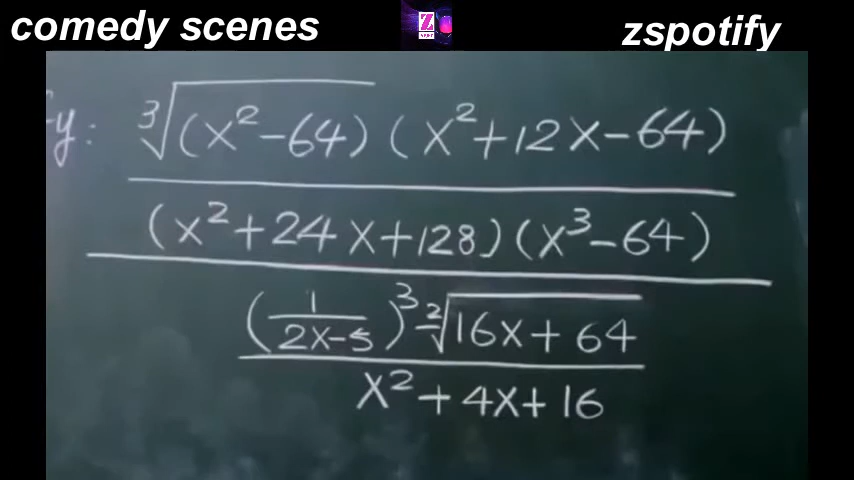 comedy scenes
Z
zspotify
y: ∛(x²-64) (x²+12x-64)
(x²+24x+128)(x³-64)
(1/(2x-5))³ ²√16x+64
x²+4x+16